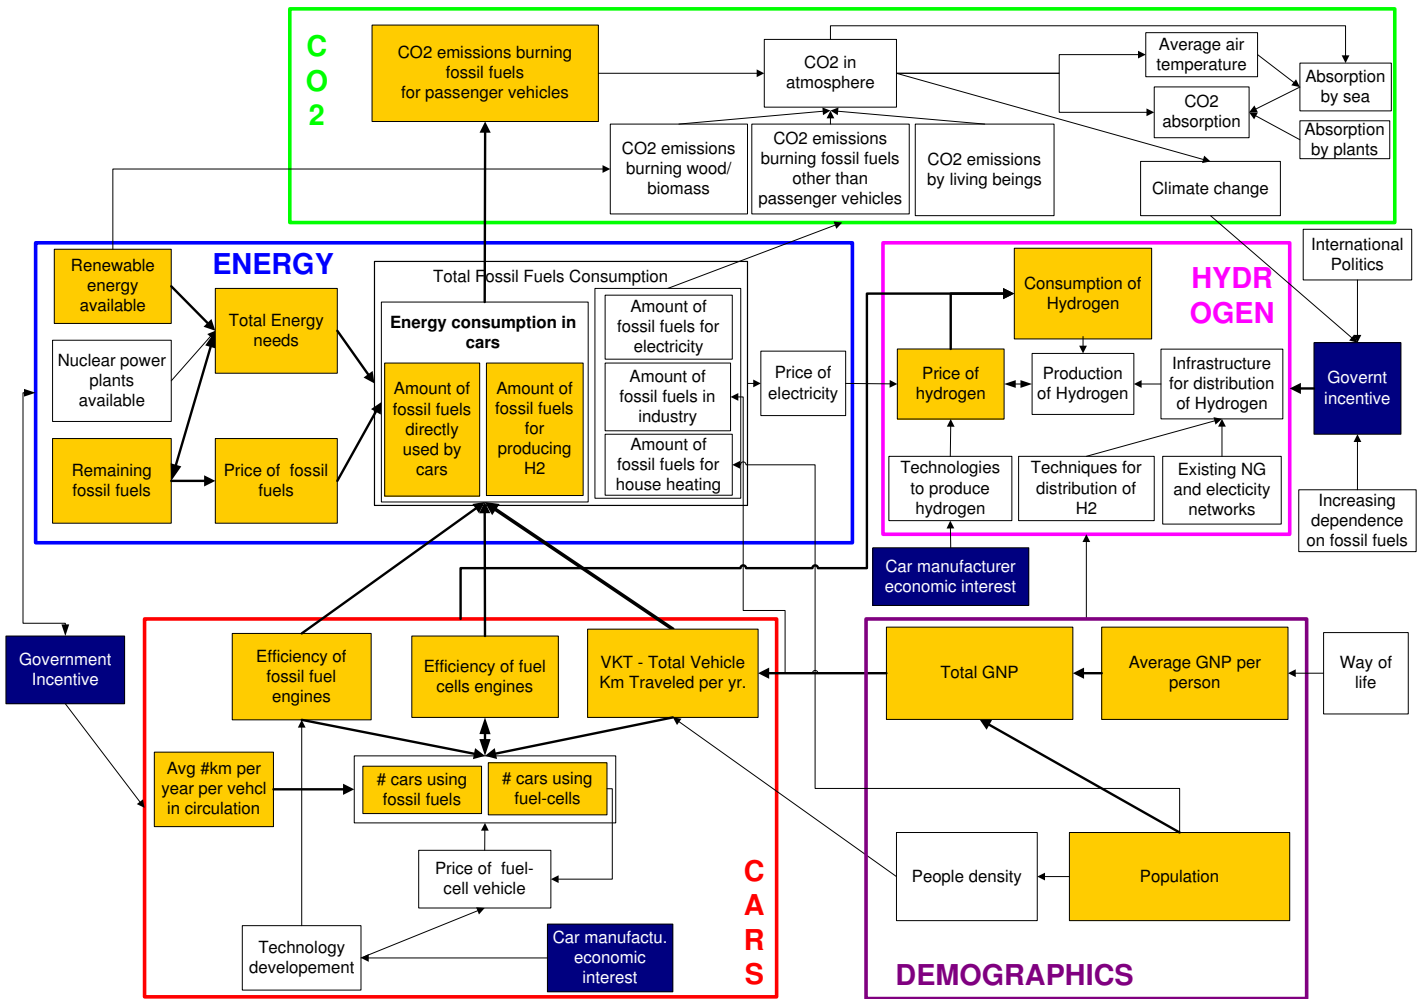 C
O
2
CO2 emissions burning
fossil fuels
for passenger vehicles
CO2 in
atmosphere
Average air
temperature
Absorption
by sea
CO2
absorption
Absorption
by plants
CO2 emissions
burning wood/
biomass
CO2 emissions
burning fossil fuels
other than
passenger vehicles
CO2 emissions
by living beings
Climate change
ENERGY
Renewable
energy
available
Total Energy
needs
Nuclear power
plants
available
Remaining
fossil fuels
Price of fossil
fuels
Total Fossil Fuels Consumption
Energy consumption in
cars
Amount of
fossil fuels
directly
used by
cars
Amount of
fossil fuels
for
producing
H2
Amount of
fossil fuels for
electricity
Amount of
fossil fuels in
industry
Amount of
fossil fuels for
house heating
Price of
electricity
HYDR
OGEN
Consumption of
Hydrogen
Price of
hydrogen
Production
of Hydrogen
Infrastructure
for distribution
of Hydrogen
Technologies
to produce
hydrogen
Techniques for
distribution of
H2
Existing NG
and electicity
networks
International
Politics
Governt
incentive
Increasing
dependence
on fossil fuels
Car manufacturer
economic interest
Government
Incentive
Efficiency of
fossil fuel
engines
Efficiency of fuel
cells engines
VKT - Total Vehicle
Km Traveled per yr.
Avg #km per
year per vehcl
in circulation
# cars using
fossil fuels
# cars using
fuel-cells
Price of fuel-
cell vehicle
Technology
developement
Car manufactu.
economic
interest
C
A
R
S
Total GNP
Average GNP per
person
Way of
life
People density
Population
DEMOGRAPHICS